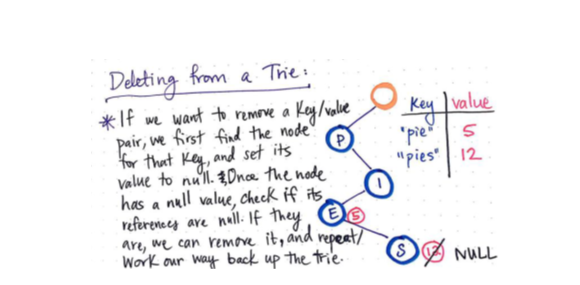 Deleting from a Trie:
* If we want to remove a Key/value
pair, we first find the node
for that key, and set its
value to null. Once the node
has a null value, check if its
references are null. If they
are, we can remove it, and repeat/
work our way back up the trie.
Key value
"pie" 5
"pies" 12
P
I
E 5
S 12 NULL